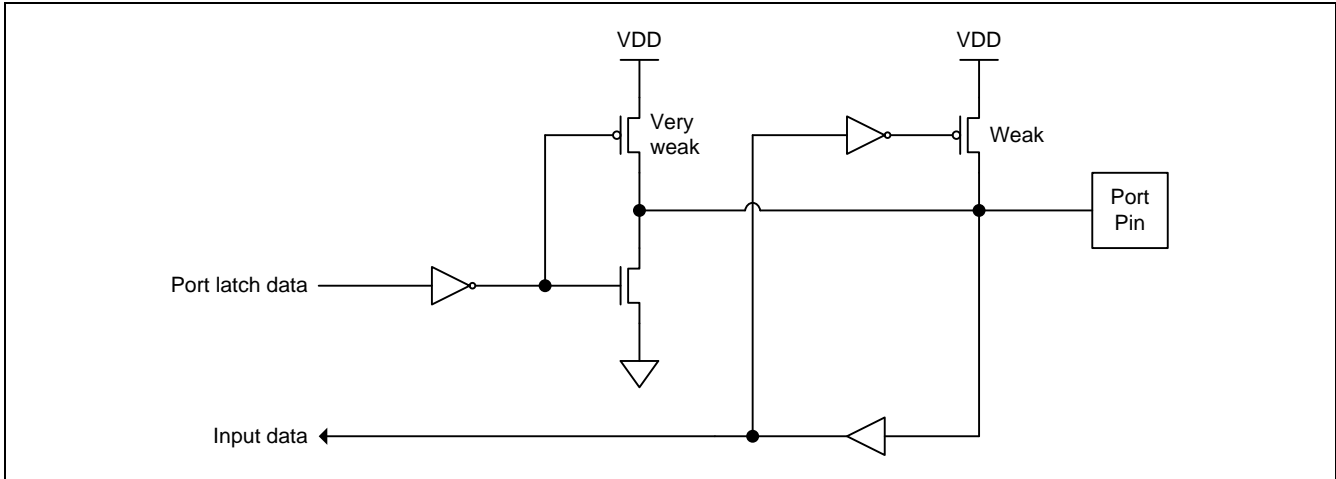 VDD
VDD
Very
weak
Weak
Port
Pin
Port latch data
Input data